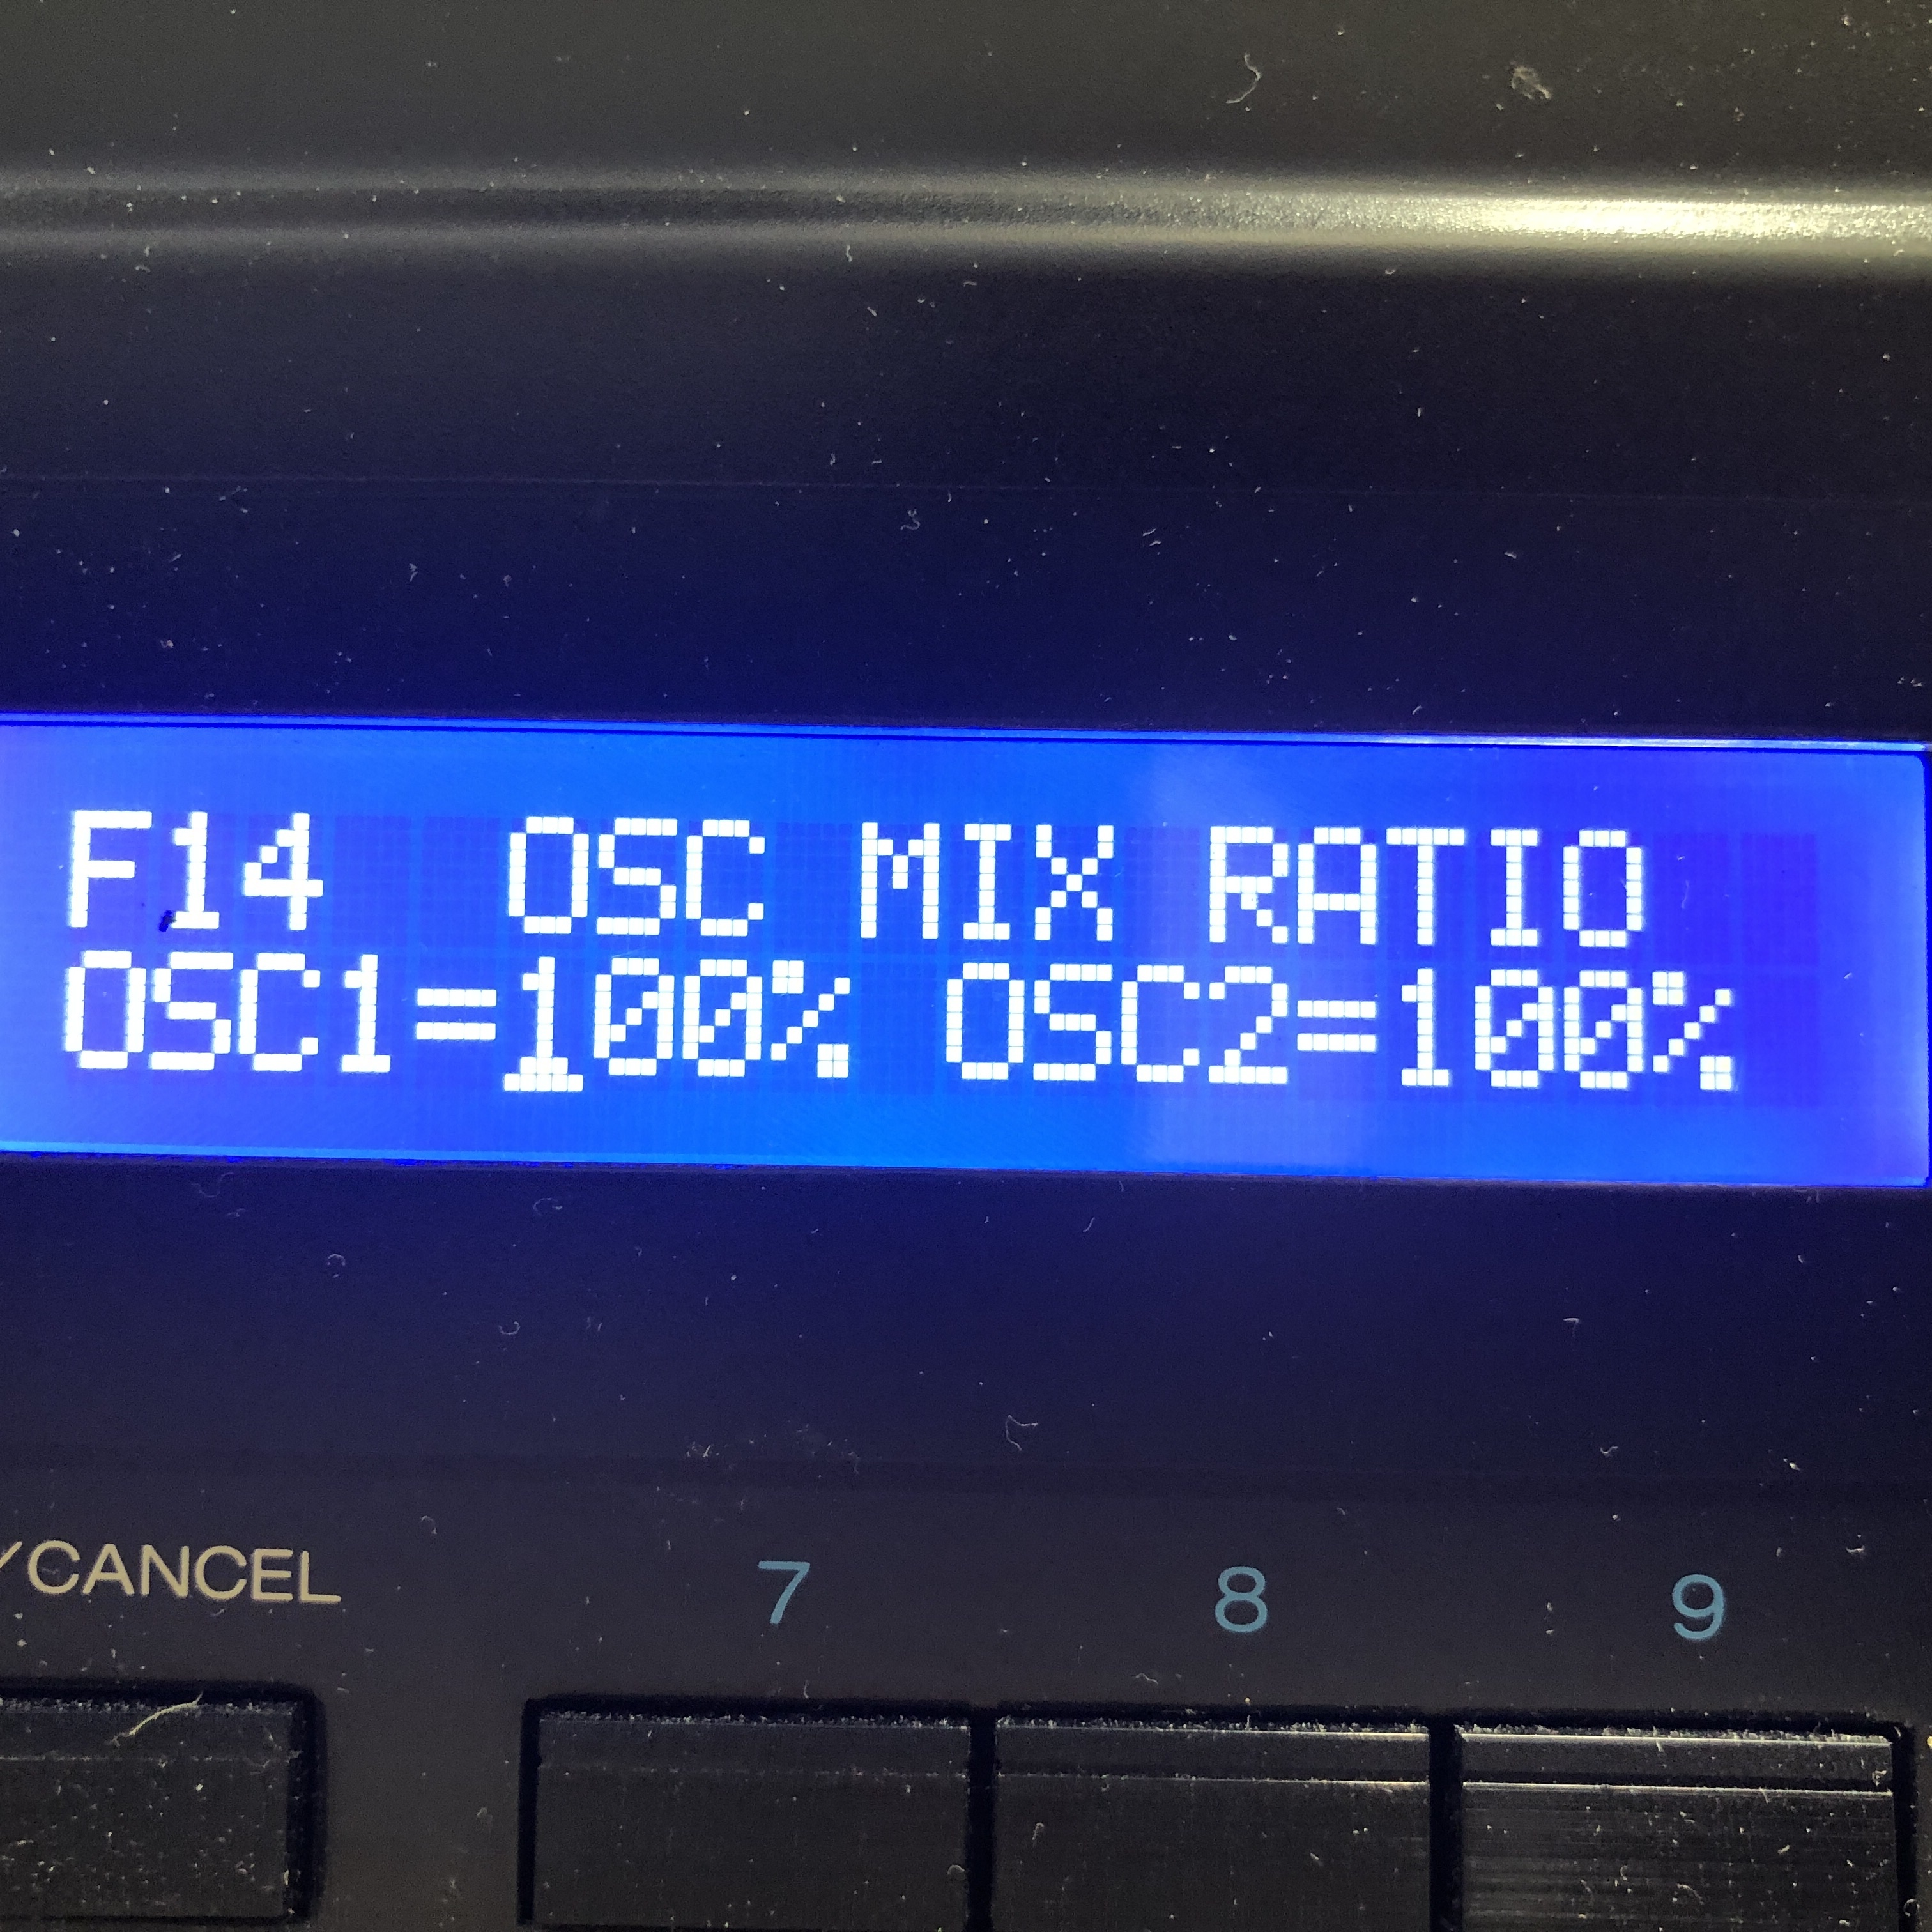 F14  OSC MIX RATIO
OSC1=100% OSC2=100%
/CANCEL 7 8 9